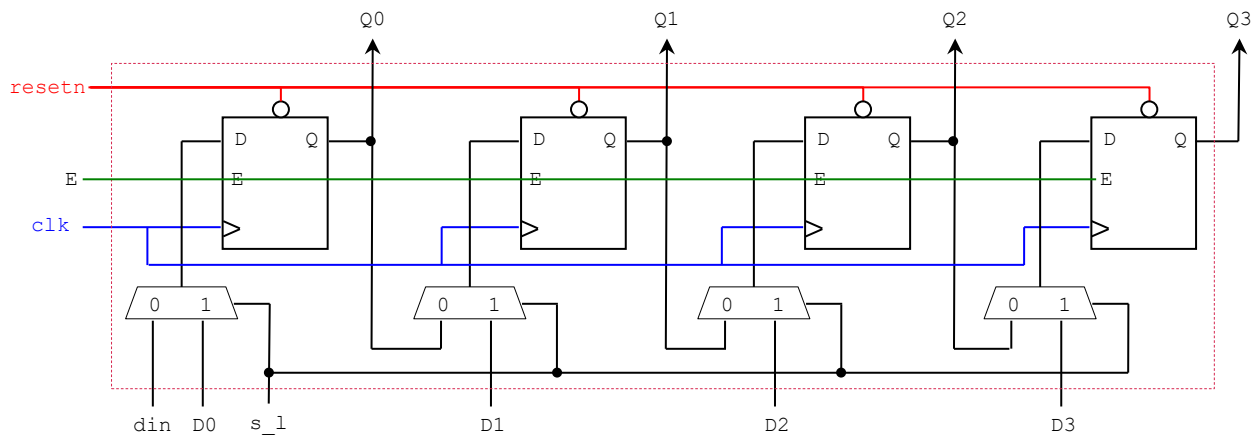 Q0 Q1 Q2 Q3
resetn
D Q D Q D Q D Q
E E E E E
clk
0 1 0 1 0 1 0 1
din D0 s_l D1 D2 D3